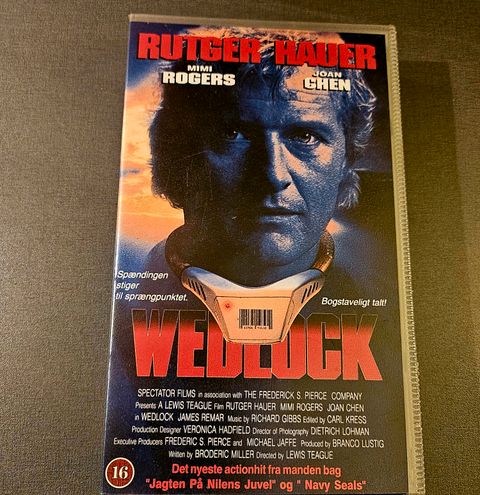 RUTGER HAUER
MIMI
ROGERS
JOAN
CHEN
Spændingen
stiger
til sprængpunktet.
Bogstaveligt talt!
WEDLOCK
SPECTATOR FILMS in association with THE FREDERICK S. PIERCE COMPANY
Presents A LEWIS TEAGUE Film RUTGER HAUER MIMI ROGERS JOAN CHEN
in WEDLOCK JAMES REMAR Music by RICHARD GIBBS Edited by CARL KRESS
Production Designer VERONICA HADFIELD Director of Photography DIETRICH LOHMAN
Executive Producers FREDERIC S. PIERCE and MICHAEL JAFFE Produced by BRANCO LUSTIG
Written by BRODERIC MILLER Directed by LEWIS TEAGUE
16
Det nyeste actionhit fra manden bag
"Jagten På Nilens Juvel" og " Navy Seals"